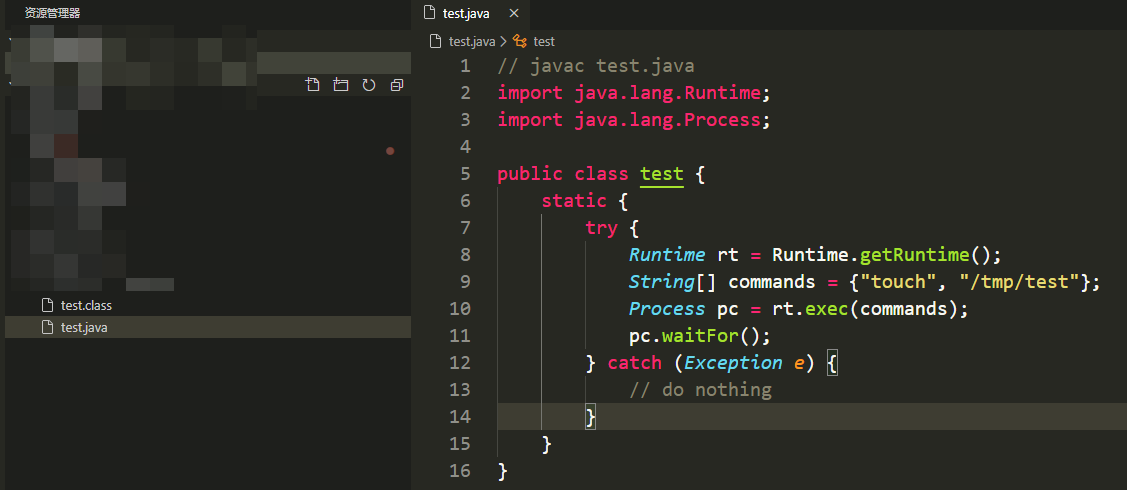 资源管理器
test.class
test.java
test.java ×
test.java > test
1 // javac test.java
2 import java.lang.Runtime;
3 import java.lang.Process;
4
5 public class test {
6     static {
7         try {
8             Runtime rt = Runtime.getRuntime();
9             String[] commands = {"touch", "/tmp/test"};
10             Process pc = rt.exec(commands);
11             pc.waitFor();
12         } catch (Exception e) {
13             // do nothing
14         }
15     }
16 }